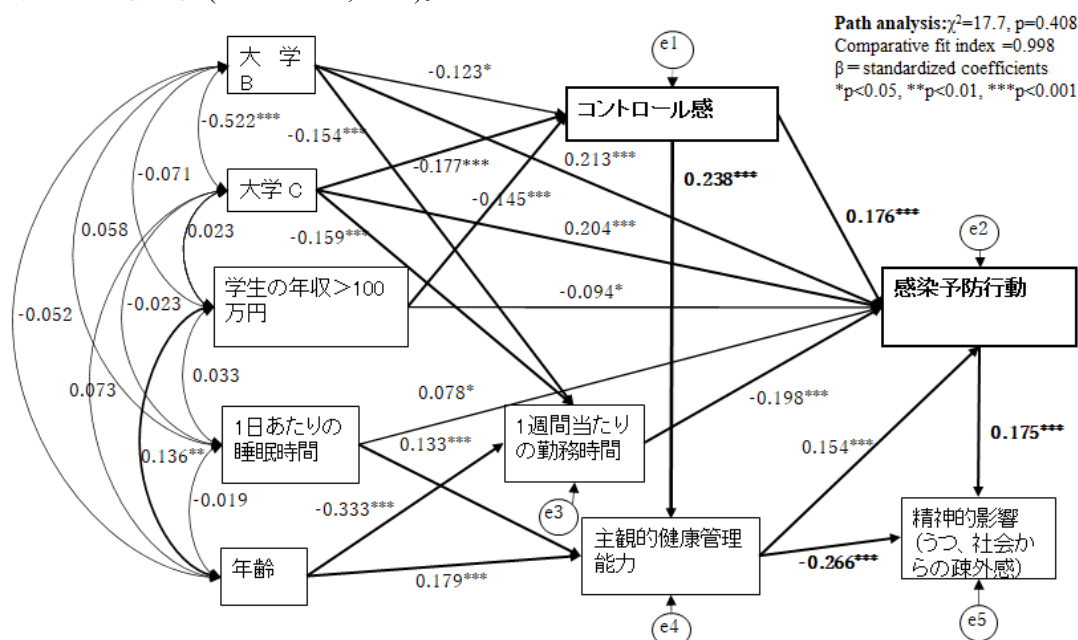 Path analysis:χ²=17.7, p=0.408
Comparative fit index =0.998
β＝standardized coefficients
*p<0.05, **p<0.01, ***p<0.001
e1
大 学
B
-0.123*
コントロール感
-0.522***
-0.154***
-0.071
大学 C
-0.177***
0.213***
0.238***
-0.145***
0.058
0.023
-0.159***
0.204***
0.176***
e2
学生の年収＞100
万円
-0.023
-0.094*
感染予防行動
-0.052
0.033
0.073
0.078*
-0.198***
1日あたりの
睡眠時間
1週間当たり
の勤務時間
0.136**
0.133***
0.154***
0.175***
-0.019
-0.333***
e3
精神的影響
(うつ、社会か
らの疎外感)
主観的健康管理
能力
年齢
0.179***
-0.266***
e4
e5